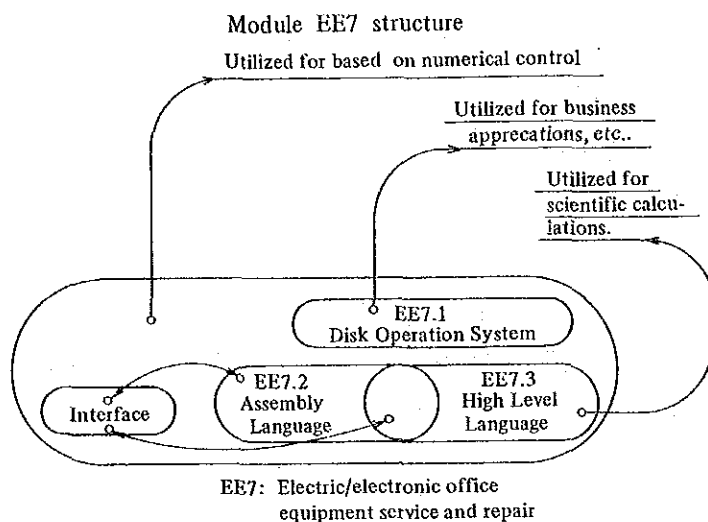 Module EE7 structure
Utilized for based on numerical control
Utilized for business
apprecations, etc..
Utilized for
scientific calcu-
lations.
EE7.1
Disk Operation System
EE7.2
Assembly
Language
EE7.3
High Level
Language
Interface
EE7: Electric/electronic office
equipment service and repair